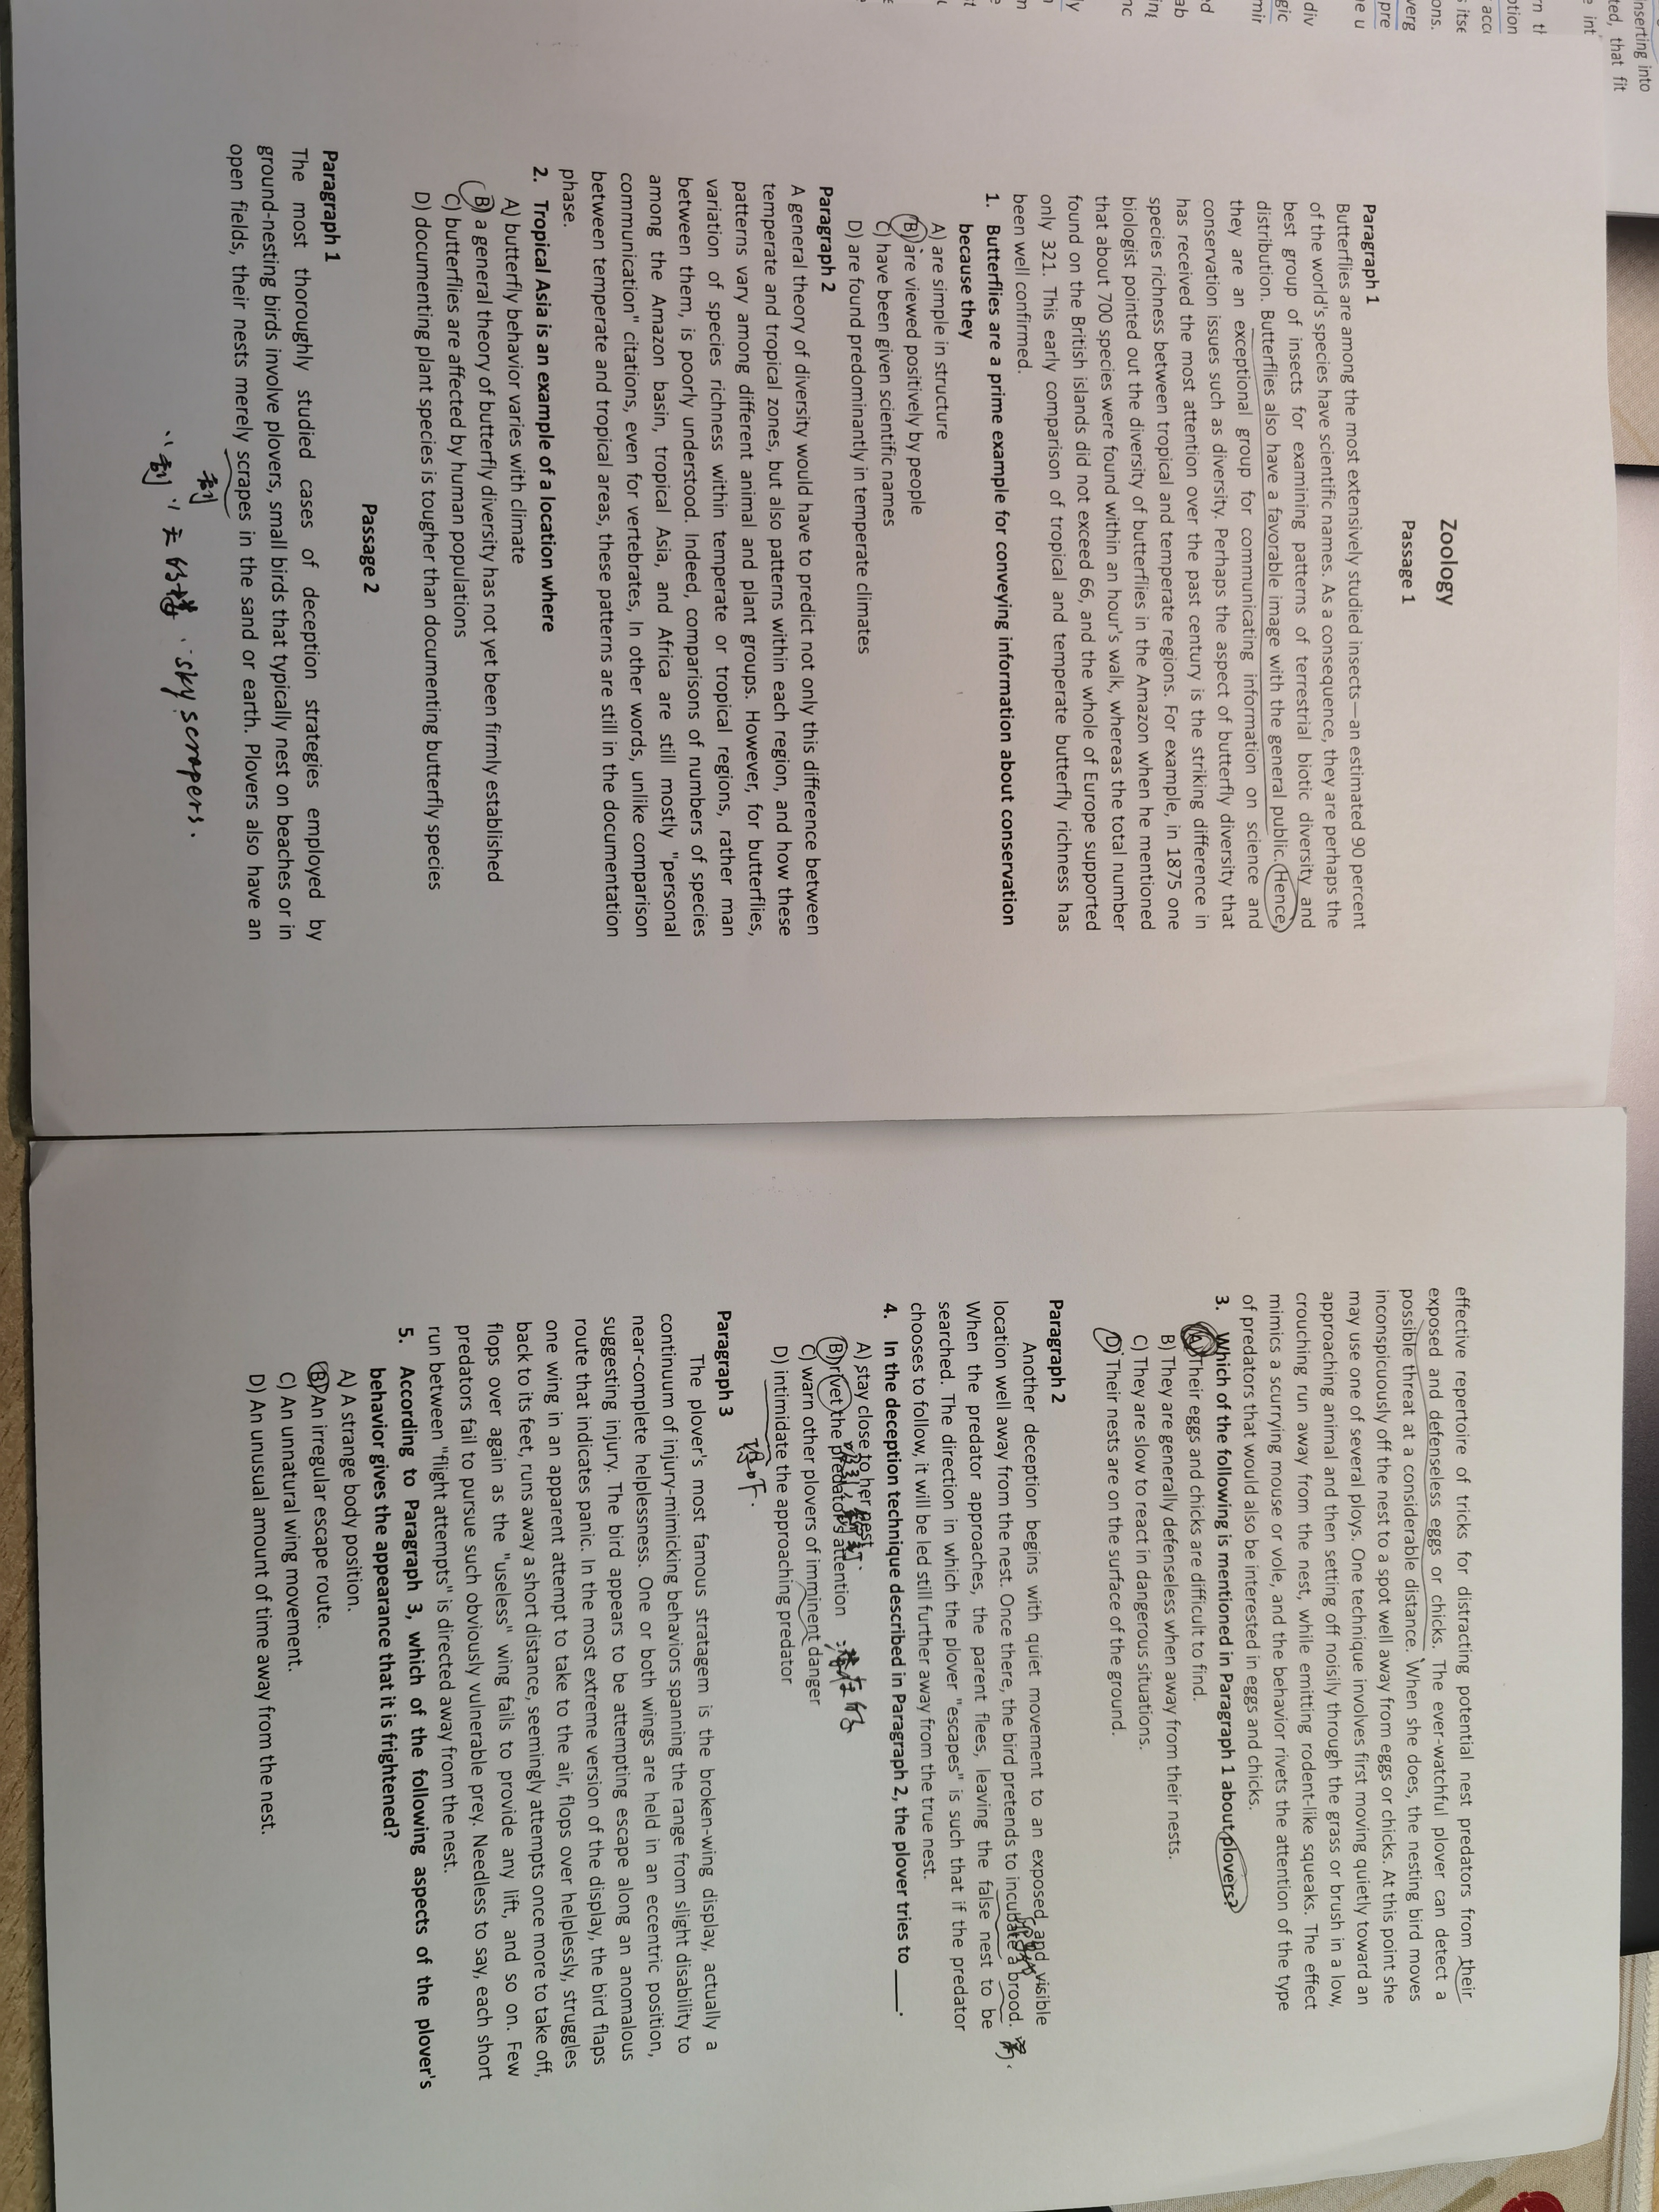 nserting into
ted, that fit
e int
rn th
ption
acc
s itse
ons.
verg
pre
ne u
div
gic
mir
ed
ab
ing
nc
ly
Zoology
Passage 1
Paragraph 1
Butterflies are among the most extensively studied insects—an estimated 90 percent
of the world's species have scientific names. As a consequence, they are perhaps the
best group of insects for examining patterns of terrestrial biotic diversity and
distribution. Butterflies also have a favorable image with the general public. Hence,
they are an exceptional group for communicating information on science and
conservation issues such as diversity. Perhaps the aspect of butterfly diversity that
has received the most attention over the past century is the striking difference in
species richness between tropical and temperate regions. For example, in 1875 one
biologist pointed out the diversity of butterflies in the Amazon when he mentioned
that about 700 species were found within an hour's walk, whereas the total number
found on the British islands did not exceed 66, and the whole of Europe supported
only 321. This early comparison of tropical and temperate butterfly richness has
been well confirmed.
1. Butterflies are a prime example for conveying information about conservation
because they
A) are simple in structure
B) are viewed positively by people
C) have been given scientific names
D) are found predominantly in temperate climates
Paragraph 2
A general theory of diversity would have to predict not only this difference between
temperate and tropical zones, but also patterns within each region, and how these
patterns vary among different animal and plant groups. However, for butterflies,
variation of species richness within temperate or tropical regions, rather man
between them, is poorly understood. Indeed, comparisons of numbers of species
among the Amazon basin, tropical Asia, and Africa are still mostly "personal
communication" citations, even for vertebrates, In other words, unlike comparison
between temperate and tropical areas, these patterns are still in the documentation
phase.
2. Tropical Asia is an example of a location where
A) butterfly behavior varies with climate
B) a general theory of butterfly diversity has not yet been firmly established
C) butterflies are affected by human populations
D) documenting plant species is tougher than documenting butterfly species
Passage 2
Paragraph 1
The most thoroughly studied cases of deception strategies employed by
ground-nesting birds involve plovers, small birds that typically nest on beaches or in
open fields, their nests merely scrapes in the sand or earth. Plovers also have an
刮
"刮"天的楼 sky scrapers.
effective repertoire of tricks for distracting potential nest predators from their
exposed and defenseless eggs or chicks. The ever-watchful plover can detect a
possible threat at a considerable distance. When she does, the nesting bird moves
inconspicuously off the nest to a spot well away from eggs or chicks. At this point she
may use one of several ploys. One technique involves first moving quietly toward an
approaching animal and then setting off noisily through the grass or brush in a low,
crouching run away from the nest, while emitting rodent-like squeaks. The effect
mimics a scurrying mouse or vole, and the behavior rivets the attention of the type
of predators that would also be interested in eggs and chicks.
3. Which of the following is mentioned in Paragraph 1 about plovers?
A) Their eggs and chicks are difficult to find.
B) They are generally defenseless when away from their nests.
C) They are slow to react in dangerous situations.
D) Their nests are on the surface of the ground.
Paragraph 2
Another deception begins with quiet movement to an exposed and visible
location well away from the nest. Once there, the bird pretends to incubate a brood.
When the predator approaches, the parent flees, leaving the false nest to be
searched. The direction in which the plover "escapes" is such that if the predator
chooses to follow, it will be led still further away from the true nest.
4. In the deception technique described in Paragraph 2, the plover tries to ____.
A) stay close to her nest
吸引
B) rivet the predator's attention 潜在的
C) warn other plovers of imminent danger
D) intimidate the approaching predator
恐吓.
Paragraph 3
The plover's most famous stratagem is the broken-wing display, actually a
continuum of injury-mimicking behaviors spanning the range from slight disability to
near-complete helplessness. One or both wings are held in an eccentric position,
suggesting injury. The bird appears to be attempting escape along an anomalous
route that indicates panic. In the most extreme version of the display, the bird flaps
one wing in an apparent attempt to take to the air, flops over helplessly, struggles
back to its feet, runs away a short distance, seemingly attempts once more to take off,
flops over again as the "useless" wing fails to provide any lift, and so on. Few
predators fail to pursue such obviously vulnerable prey. Needless to say, each short
run between "flight attempts" is directed away from the nest.
5. According to Paragraph 3, which of the following aspects of the plover's
behavior gives the appearance that it is frightened?
A) A strange body position.
B) An irregular escape route.
C) An unnatural wing movement.
D) An unusual amount of time away from the nest.